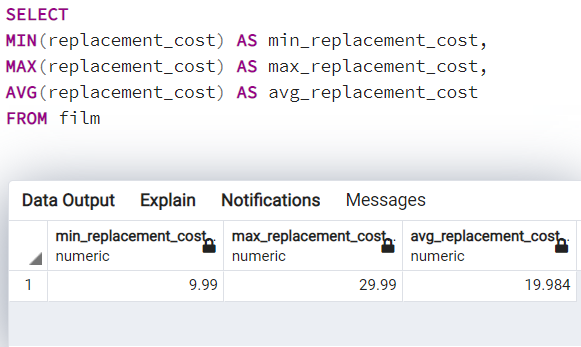 SELECT
MIN(replacement_cost) AS min_replacement_cost,
MAX(replacement_cost) AS max_replacement_cost,
AVG(replacement_cost) AS avg_replacement_cost
FROM film
Data Output Explain Notifications Messages
min_replacement_cost max_replacement_cost avg_replacement_cost
numeric numeric numeric
1 9.99 29.99 19.984